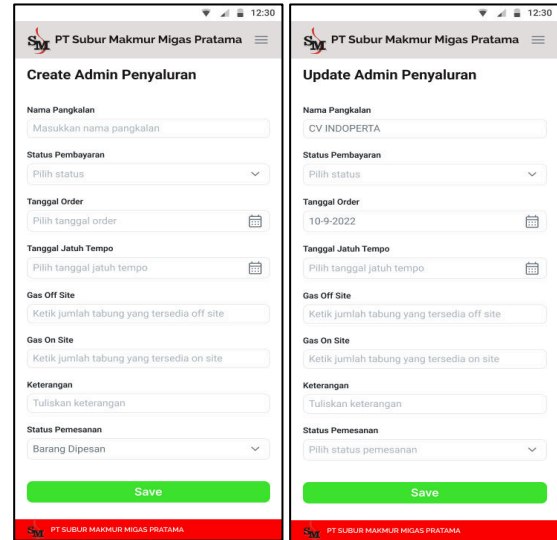 12:30
SM PT Subur Makmur Migas Pratama
Create Admin Penyaluran
Nama Pangkalan
Masukkan nama pangkalan
Status Pembayaran
Pilih status
Tanggal Order
Pilih tanggal order
Tanggal Jatuh Tempo
Pilih tanggal jatuh tempo
Gas Off Site
Ketik jumlah tabung yang tersedia off site
Gas On Site
Ketik jumlah tabung yang tersedia on site
Keterangan
Tuliskan keterangan
Status Pemesanan
Barang Dipesan
Save
SM PT SUBUR MAKMUR MIGAS PRATAMA
12:30
SM PT Subur Makmur Migas Pratama
Update Admin Penyaluran
Nama Pangkalan
CV INDOPERTA
Status Pembayaran
Pilih status
Tanggal Order
10-9-2022
Tanggal Jatuh Tempo
Pilih tanggal jatuh tempo
Gas Off Site
Ketik jumlah tabung yang tersedia off site
Gas On Site
Ketik jumlah tabung yang tersedia on site
Keterangan
Tuliskan keterangan
Status Pemesanan
Pilih status pemesanan
Save
SM PT SUBUR MAKMUR MIGAS PRATAMA